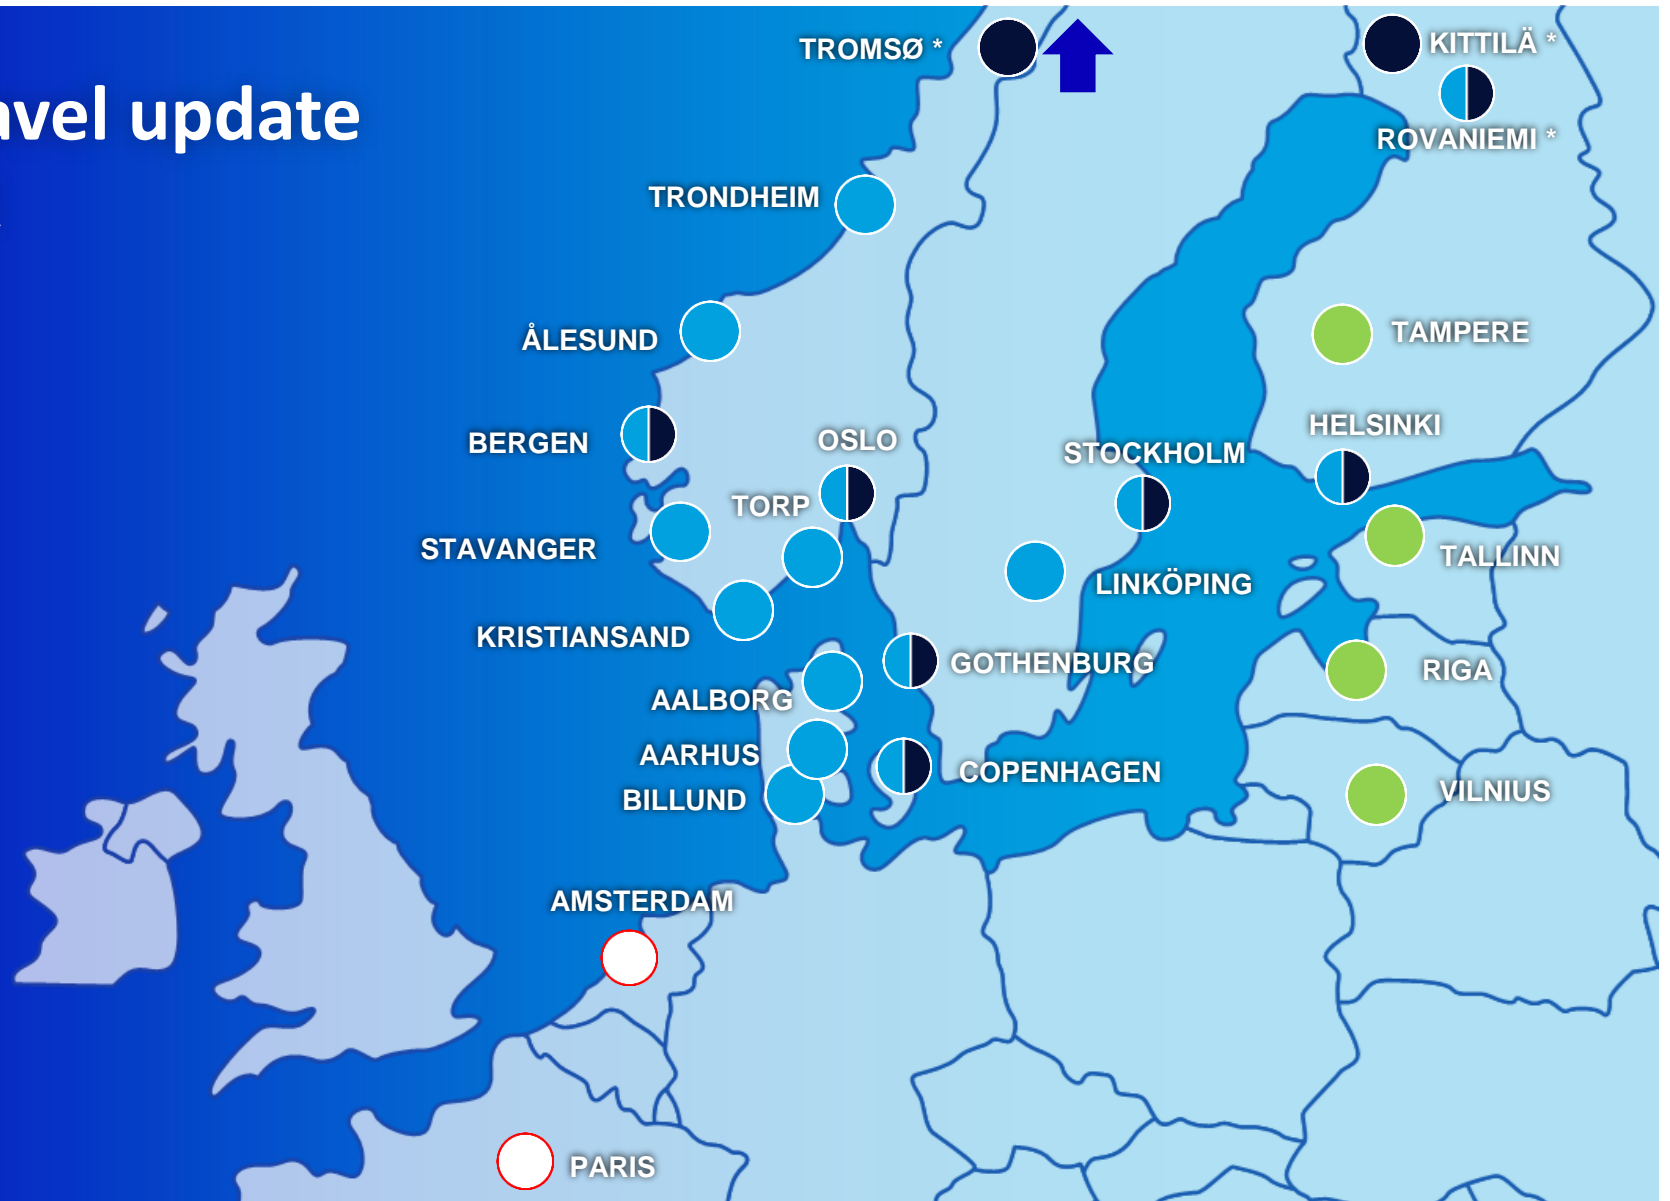 TROMSØ *
KITTILÄ *
avel update
ROVANIEMI *
TRONDHEIM
TAMPERE
ÅLESUND
HELSINKI
OSLO
BERGEN
STOCKHOLM
TORP
STAVANGER
TALLINN
LINKÖPING
KRISTIANSAND
GOTHENBURG
RIGA
AALBORG
AARHUS
COPENHAGEN
BILLUND
VILNIUS
AMSTERDAM
PARIS